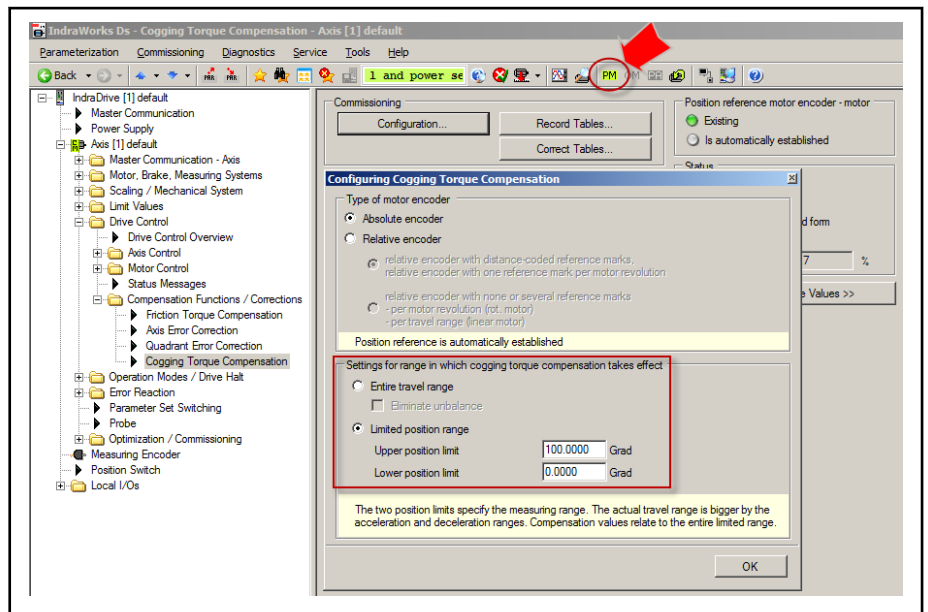 IndraWorks Ds - Cogging Torque Compensation - Axis [1] default
Parameterization Commissioning Diagnostics Service Tools Help
Back 1 and power se PM OM
IndraDrive [1] default
Master Communication
Power Supply
Axis [1] default
Master Communication - Axis
Motor, Brake, Measuring Systems
Scaling / Mechanical System
Limit Values
Drive Control
Drive Control Overview
Axis Control
Motor Control
Status Messages
Compensation Functions / Corrections
Friction Torque Compensation
Axis Error Correction
Quadrant Error Correction
Cogging Torque Compensation
Operation Modes / Drive Halt
Error Reaction
Parameter Set Switching
Probe
Optimization / Commissioning
Measuring Encoder
Position Switch
Local I/Os
Commissioning
Configuration...
Record Tables...
Correct Tables...
Position reference motor encoder - motor
Existing
Is automatically established
Status
d form
7 %
e Values >>
Configuring Cogging Torque Compensation
Type of motor encoder
Absolute encoder
Relative encoder
relative encoder with distance-coded reference marks,
relative encoder with one reference mark per motor revolution
relative encoder with none or several reference marks
- per motor revolution (rot. motor)
- per travel range (linear motor)
Position reference is automatically established
Settings for range in which cogging torque compensation takes effect
Entire travel range
Eliminate unbalance
Limited position range
Upper position limit 100.0000 Grad
Lower position limit 0.0000 Grad
The two position limits specify the measuring range. The actual travel range is bigger by the
acceleration and deceleration ranges. Compensation values relate to the entire limited range.
OK